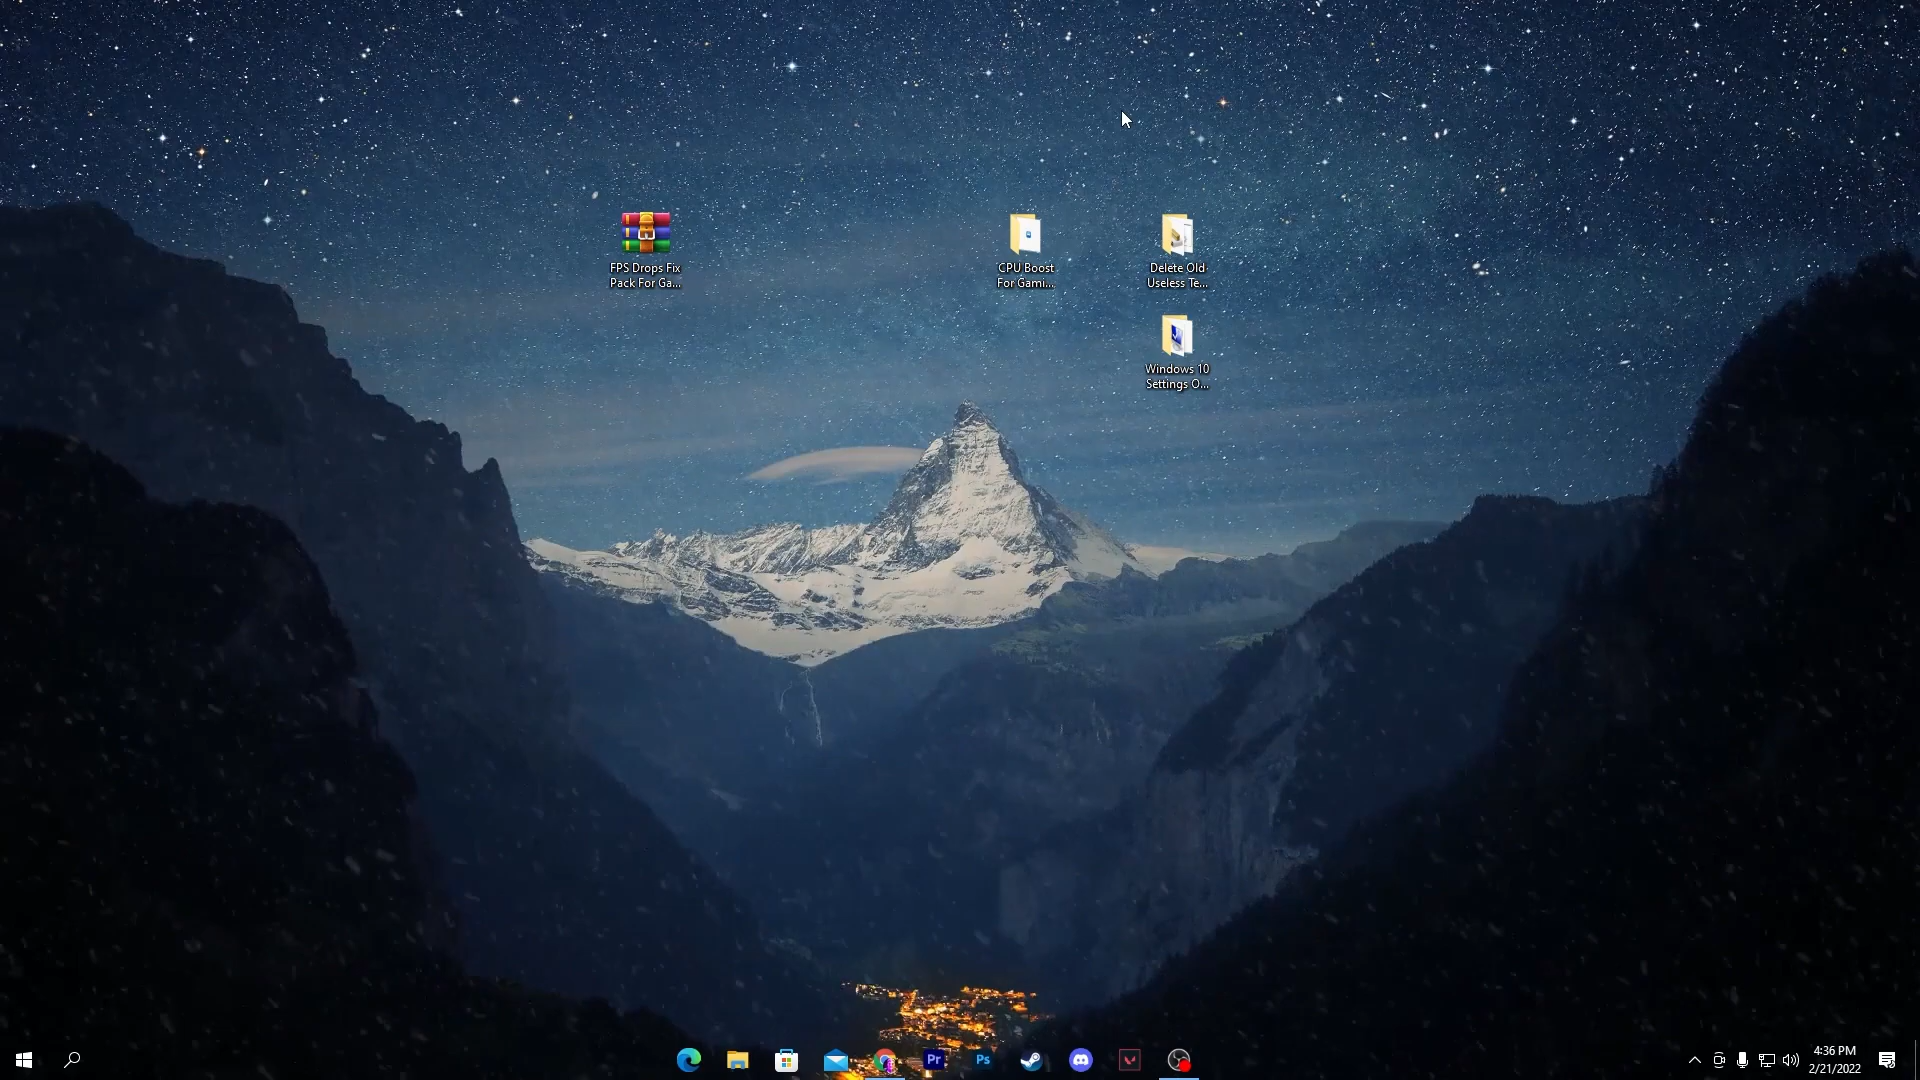 FPS Drops Fix
Pack For Ga...
CPU Boost
For Gami...
Delete Old
Useless Te...
Windows 10
Settings O...
Pr
Ps
4:36 PM
2/21/2022